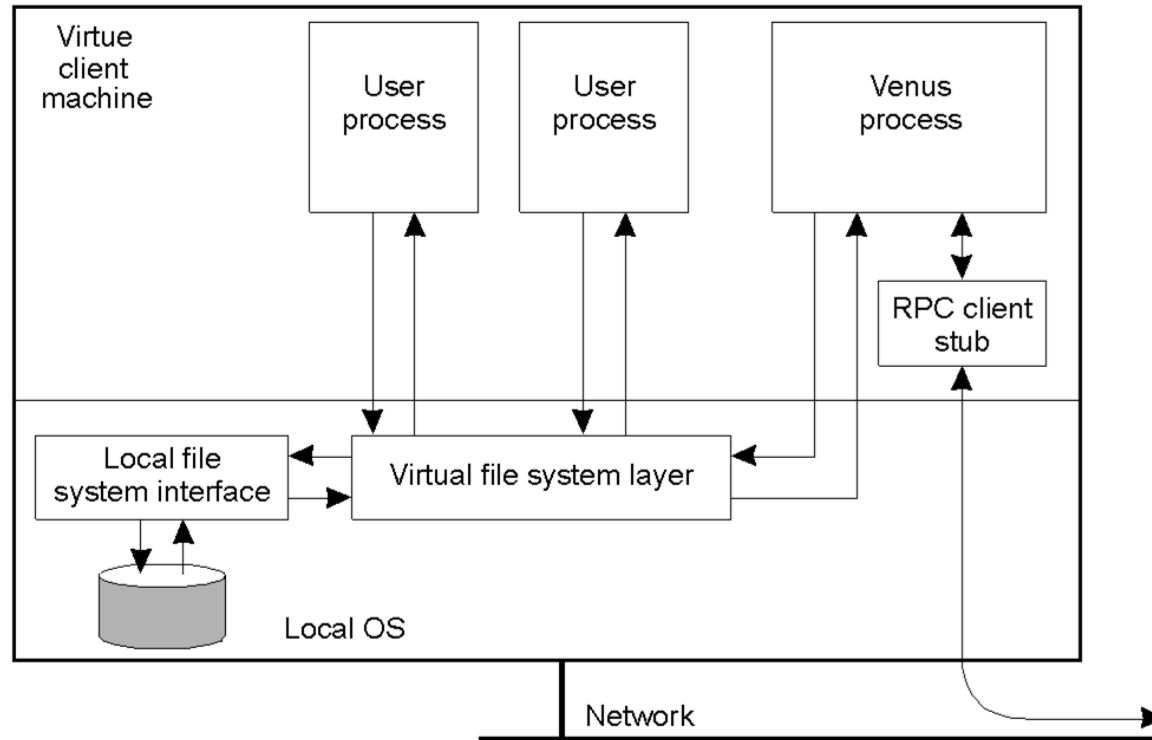 Virtue
client
machine
User
process
User
process
Venus
process
RPC client
stub
Local file
system interface
Virtual file system layer
Local OS
Network